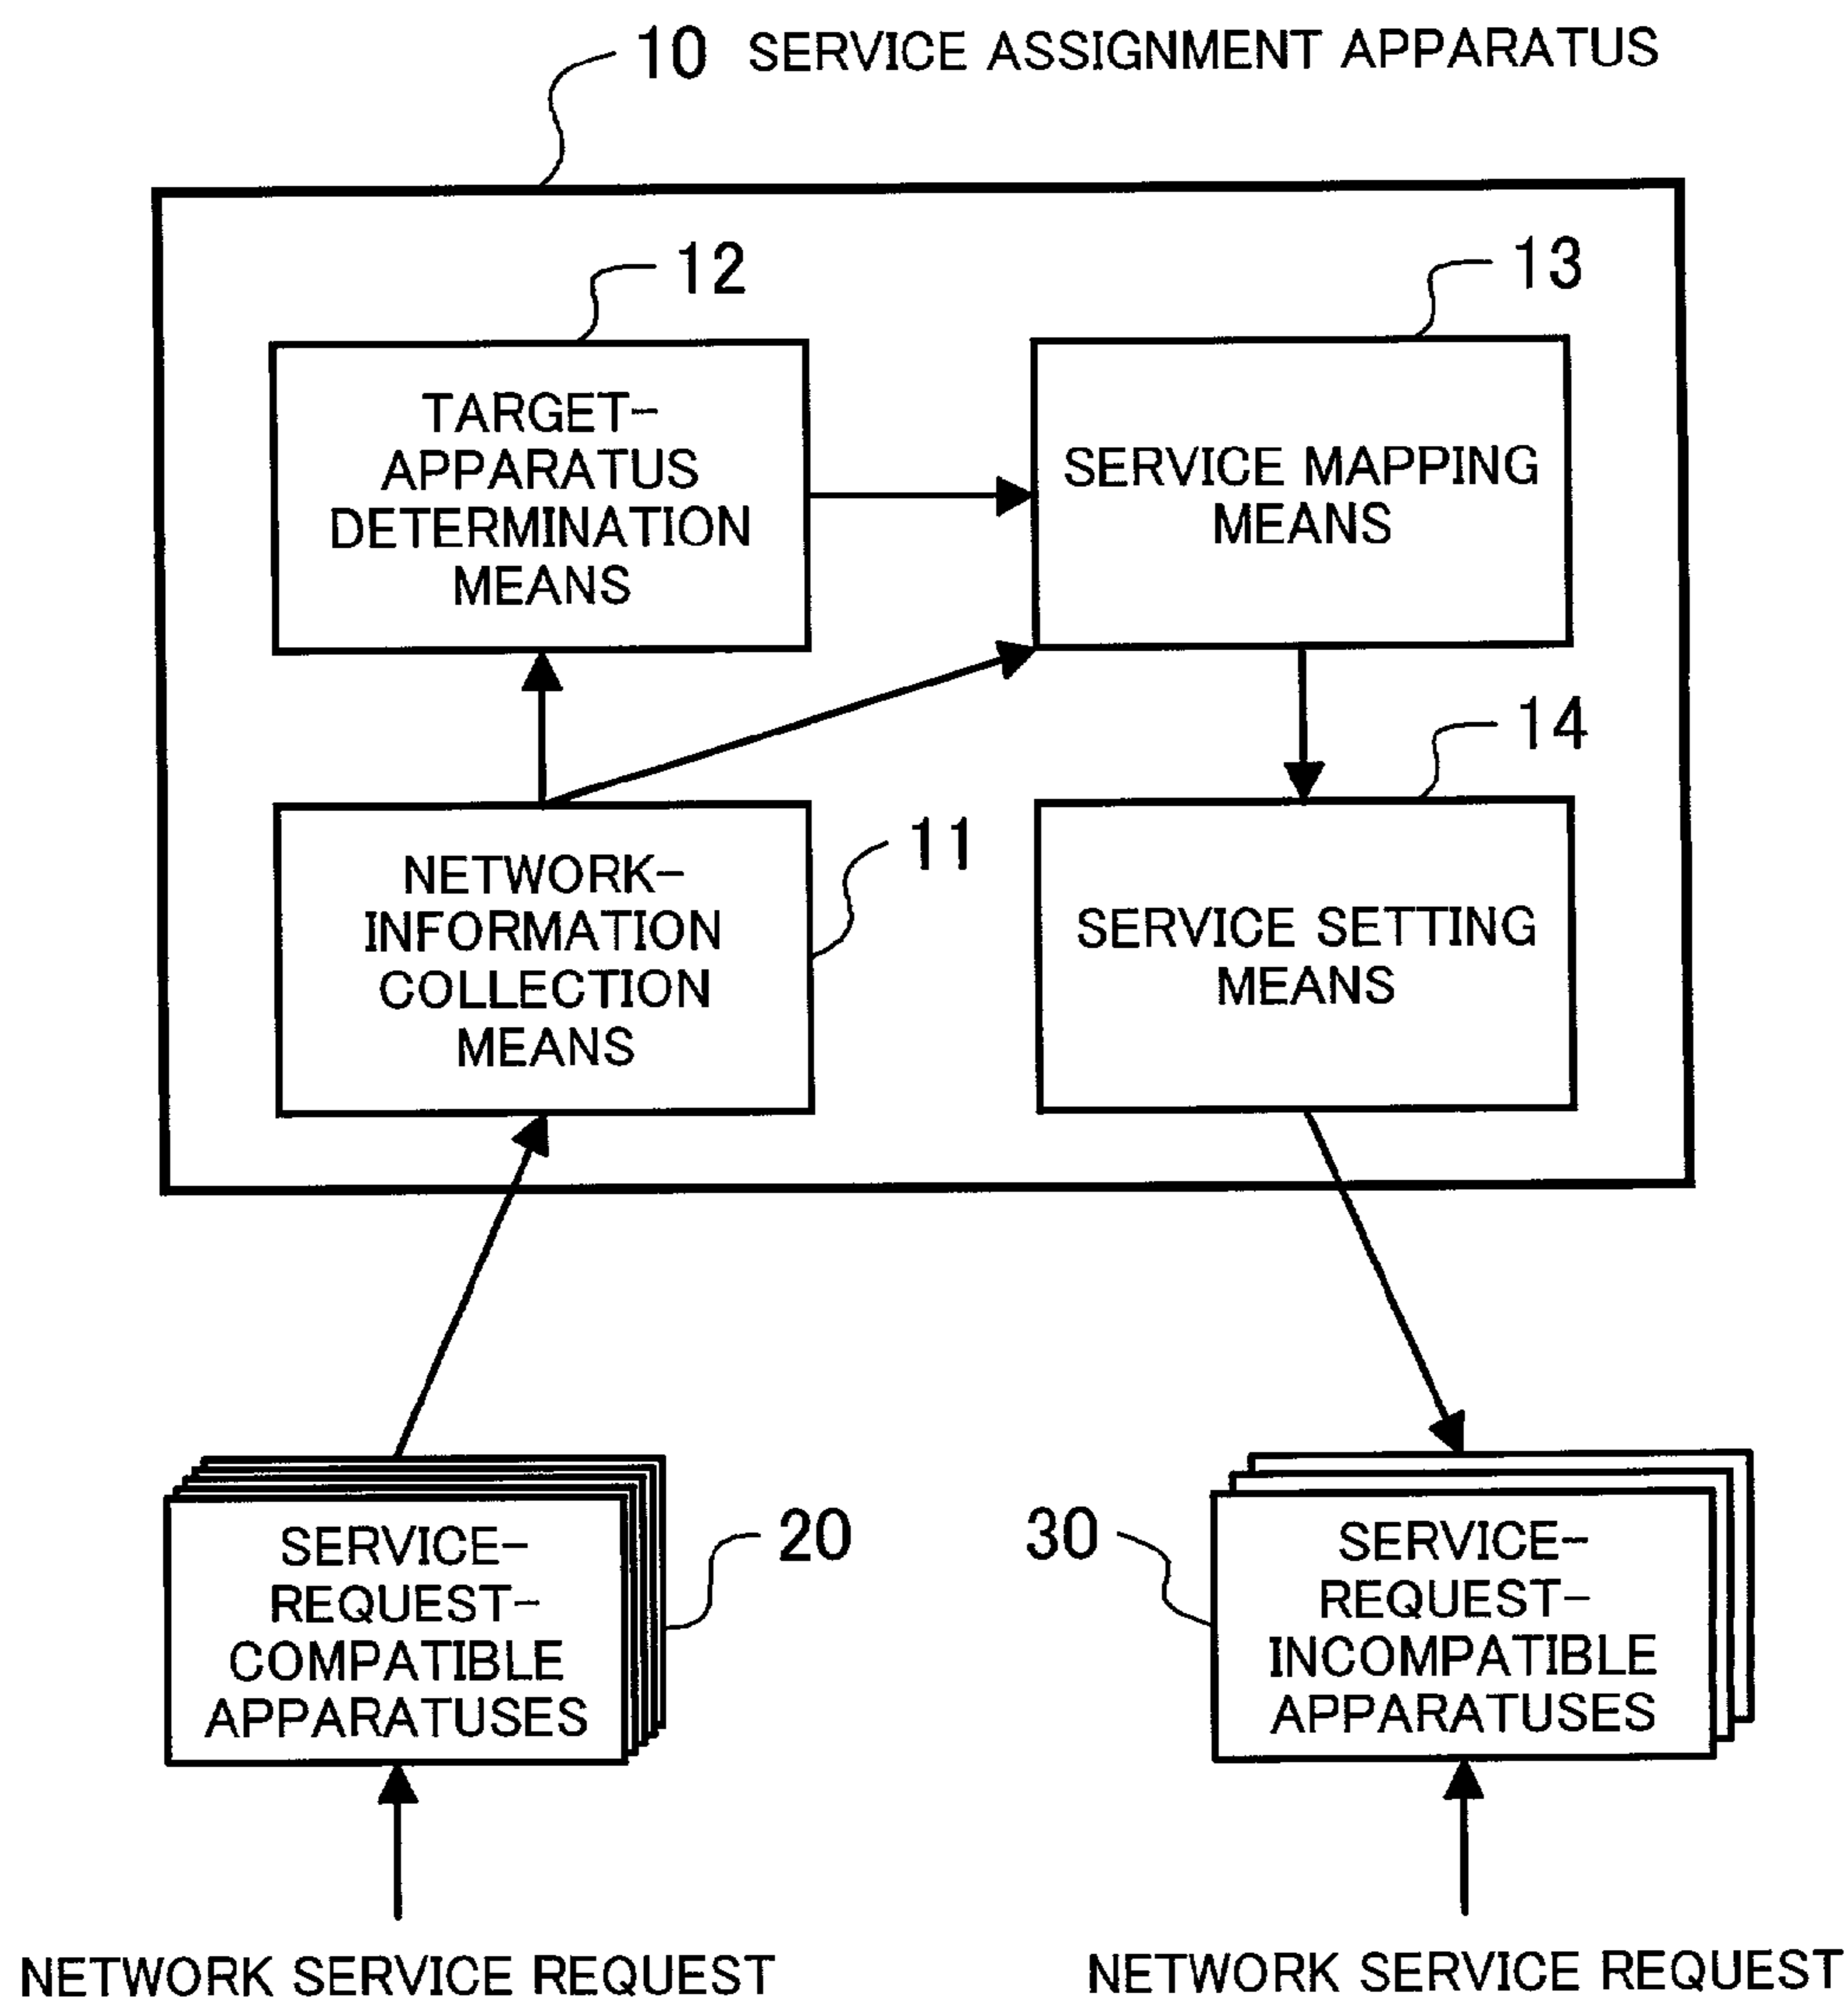 10 SERVICE ASSIGNMENT APPARATUS
12
13
TARGET-
APPARATUS
DETERMINATION
MEANS
SERVICE MAPPING
MEANS
14
11
NETWORK-
INFORMATION
COLLECTION
MEANS
SERVICE SETTING
MEANS
20
SERVICE-
REQUEST-
COMPATIBLE
APPARATUSES
30
SERVICE-
REQUEST-
INCOMPATIBLE
APPARATUSES
NETWORK SERVICE REQUEST
NETWORK SERVICE REQUEST